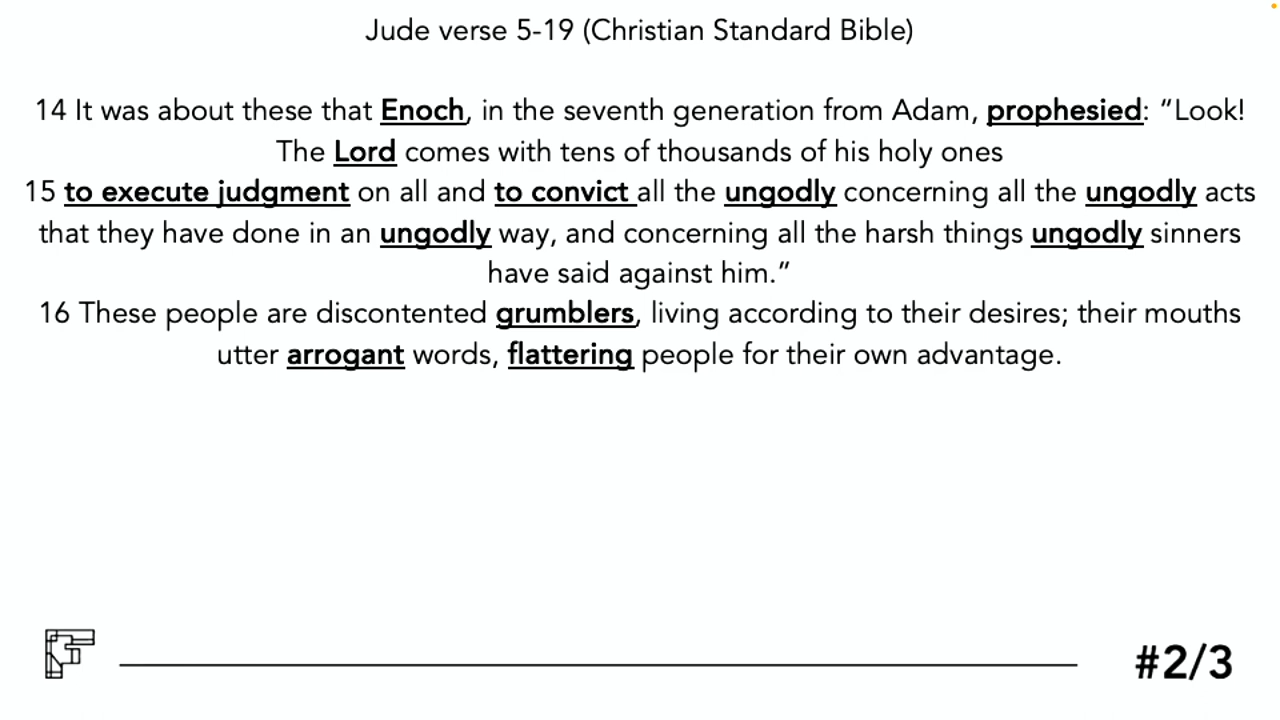 Jude verse 5-19 (Christian Standard Bible)
14 It was about these that Enoch, in the seventh generation from Adam, prophesied: “Look!
The Lord comes with tens of thousands of his holy ones
15 to execute judgment on all and to convict all the ungodly concerning all the ungodly acts
that they have done in an ungodly way, and concerning all the harsh things ungodly sinners
have said against him.”
16 These people are discontented grumblers, living according to their desires; their mouths
utter arrogant words, flattering people for their own advantage.
#2/3